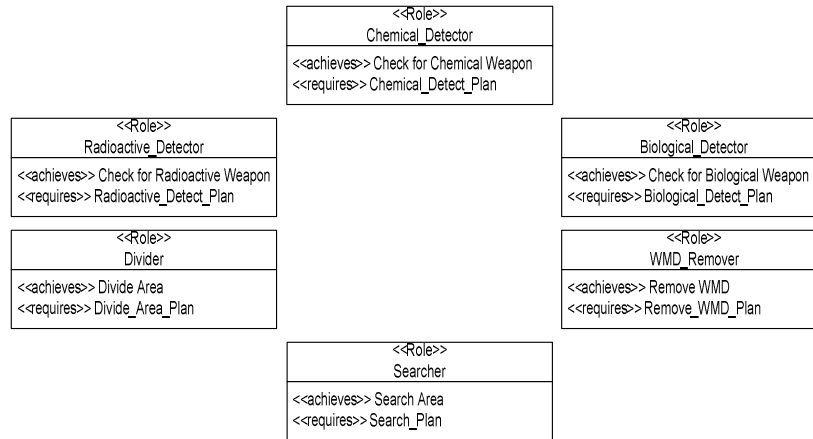 <<Role>>
Chemical_Detector
<<achieves>> Check for Chemical Weapon
<<requires>> Chemical_Detect_Plan
<<Role>>
Radioactive_Detector
<<achieves>> Check for Radioactive Weapon
<<requires>> Radioactive_Detect_Plan
<<Role>>
Biological_Detector
<<achieves>> Check for Biological Weapon
<<requires>> Biological_Detect_Plan
<<Role>>
Divider
<<achieves>> Divide Area
<<requires>> Divide_Area_Plan
<<Role>>
WMD_Remover
<<achieves>> Remove WMD
<<requires>> Remove_WMD_Plan
<<Role>>
Searcher
<<achieves>> Search Area
<<requires>> Search_Plan